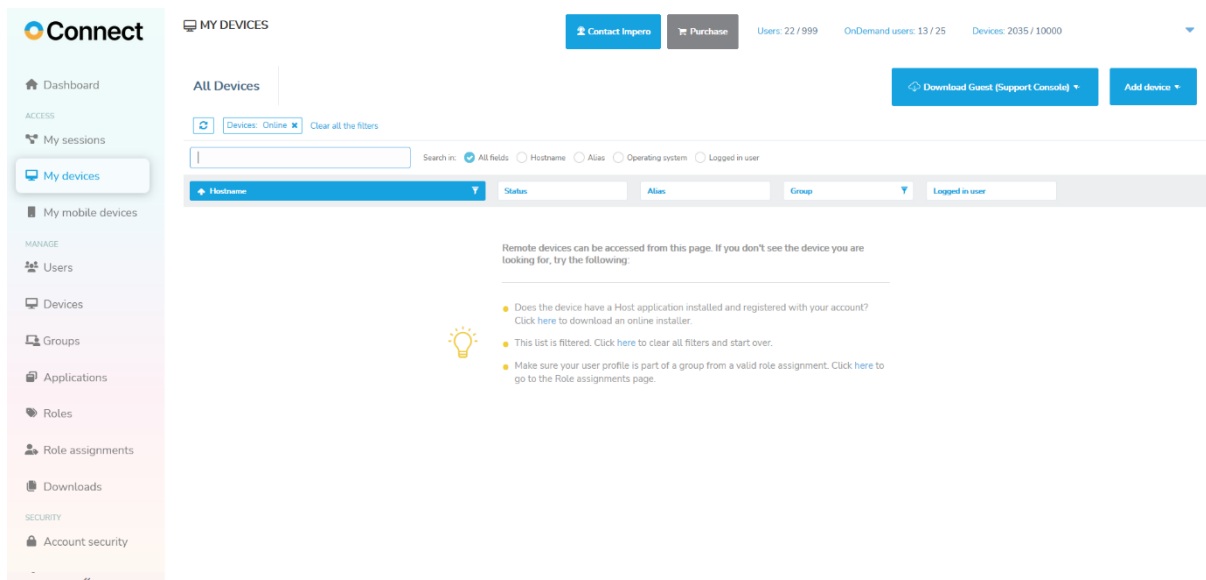 Connect
MY DEVICES
Contact Impero
Purchase
Users: 22 / 999
OnDemand users: 13 / 25
Devices: 2035 / 10000
Dashboard
ACCESS
My sessions
My devices
My mobile devices
MANAGE
Users
Devices
Groups
Applications
Roles
Role assignments
Downloads
SECURITY
Account security
All Devices
Download Guest (Support Console)
Add device
Devices: Online
Clear all the filters
Search in: All fields Hostname Alias Operating system Logged in user
Hostname Status Alias Group Logged in user
Remote devices can be accessed from this page. If you don't see the device you are
looking for, try the following:
Does the device have a Host application installed and registered with your account?
Click here to download an online installer.
This list is filtered. Click here to clear all filters and start over.
Make sure your user profile is part of a group from a valid role assignment. Click here to
go to the Role assignments page.